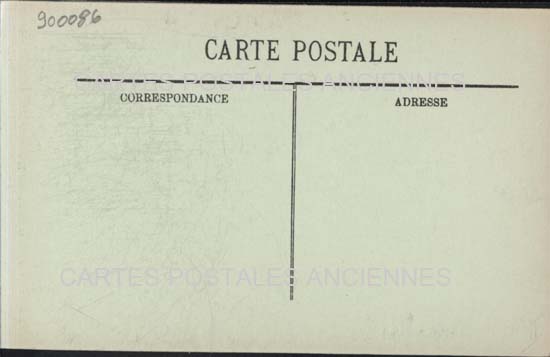 900086
CARTE POSTALE
CARTES POSTALES ANCIENNES
CORRESPONDANCE
ADRESSE
CARTES POSTALES ANCIENNES